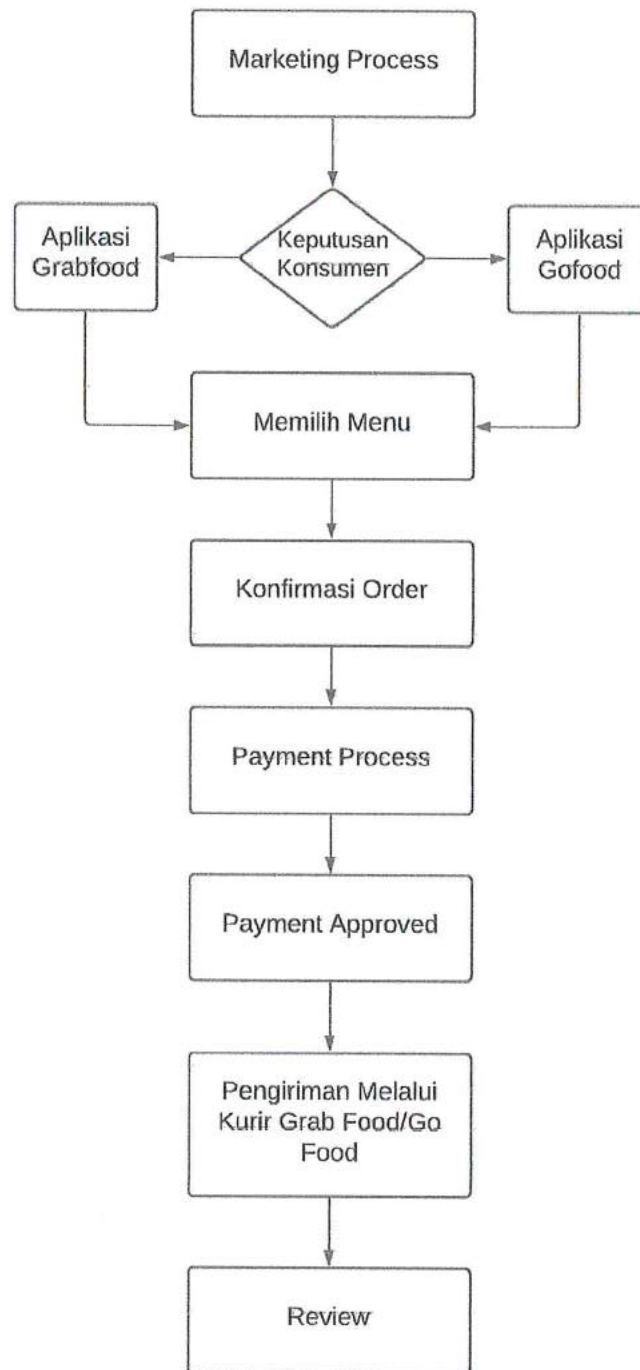 Marketing Process
Keputusan
Konsumen
Aplikasi
Grabfood
Aplikasi
Gofood
Memilih Menu
Konfirmasi Order
Payment Process
Payment Approved
Pengiriman Melalui
Kurir Grab Food/Go
Food
Review